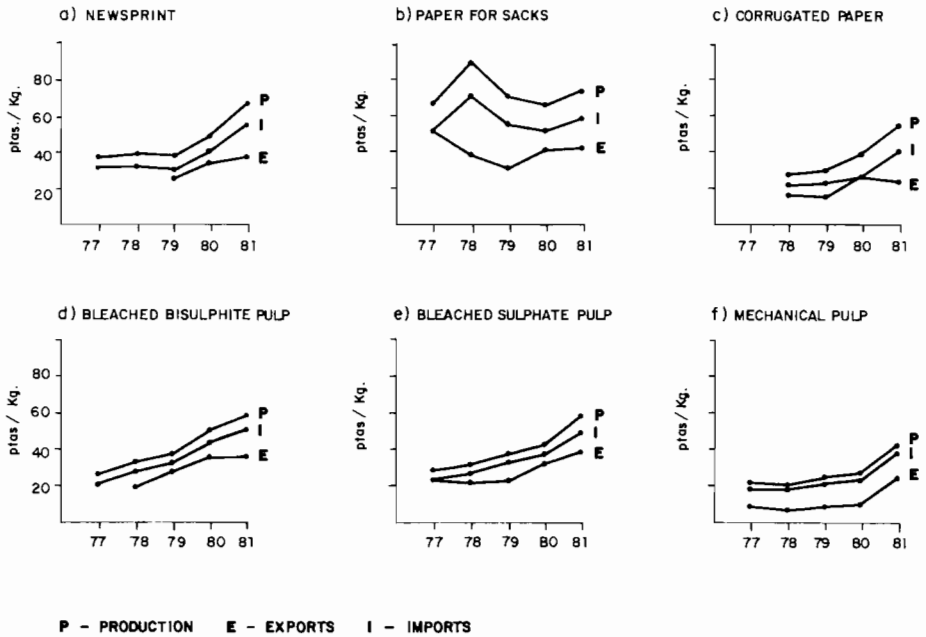 a) NEWSPRINT
b) PAPER FOR SACKS
c) CORRUGATED PAPER
ptas./ Kg.
80
60
40
20
P
I
E
77 78 79 80 81
ptas / Kg.
P
I
E
77 78 79 80 81
ptas / Kg.
P
I
E
77 78 79 80 81
d) BLEACHED BISULPHITE PULP
e) BLEACHED SULPHATE PULP
f) MECHANICAL PULP
ptas / Kg.
80
60
40
20
P
I
E
77 78 79 80 81
ptas / Kg.
P
I
E
77 78 79 80 81
ptas / Kg.
P
I
E
77 78 79 80 81
P - PRODUCTION E - EXPORTS I - IMPORTS